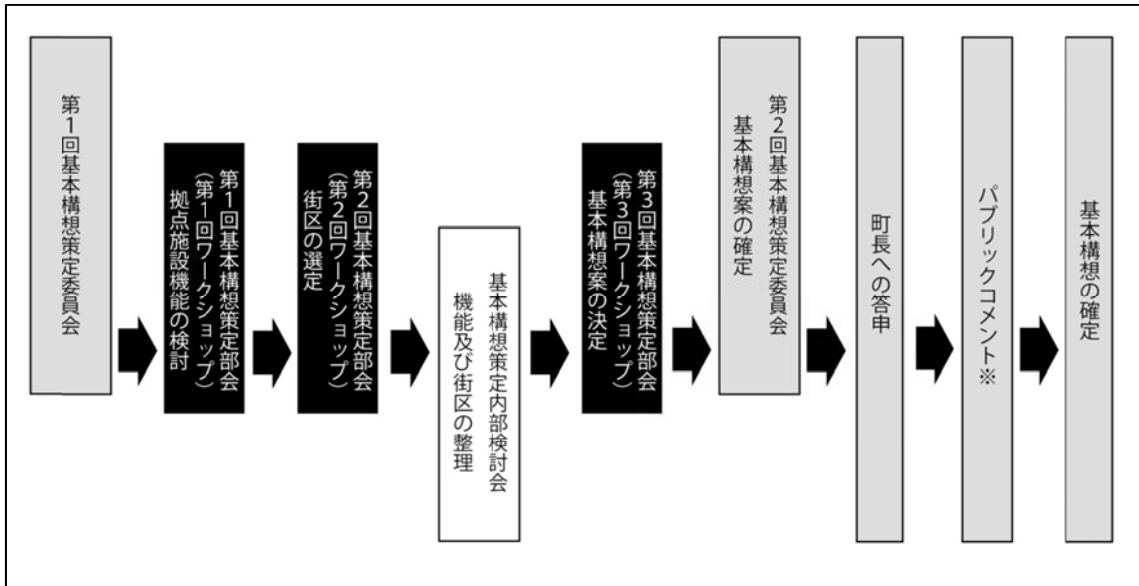 第1回基本構想策定委員会
第1回基本構想策定部会
（第1回ワークショップ）
拠点施設機能の検討
第2回基本構想策定部会
（第2回ワークショップ）
街区の選定
基本構想策定内部検討会
機能及び街区の整理
第3回基本構想策定部会
（第3回ワークショップ）
基本構想案の決定
第2回基本構想策定委員会
基本構想案の確定
町長への答申
パブリックコメント※
基本構想の確定